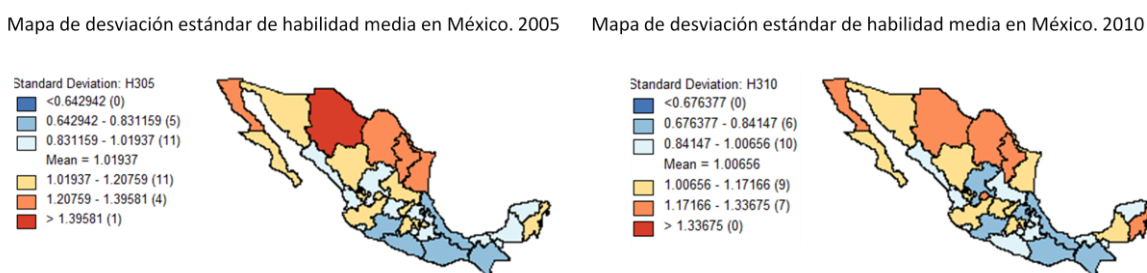 Mapa de desviación estándar de habilidad media en México. 2005
Mapa de desviación estándar de habilidad media en México. 2010
Standard Deviation: H305
<0.642942 (0)
0.642942 - 0.831159 (5)
0.831159 - 1.01937 (11)
Mean = 1.01937
1.01937 - 1.20759 (11)
1.20759 - 1.39581 (4)
> 1.39581 (1)
Standard Deviation: H310
<0.676377 (0)
0.676377 - 0.84147 (6)
0.84147 - 1.00656 (10)
Mean = 1.00656
1.00656 - 1.17166 (9)
1.17166 - 1.33675 (7)
> 1.33675 (0)